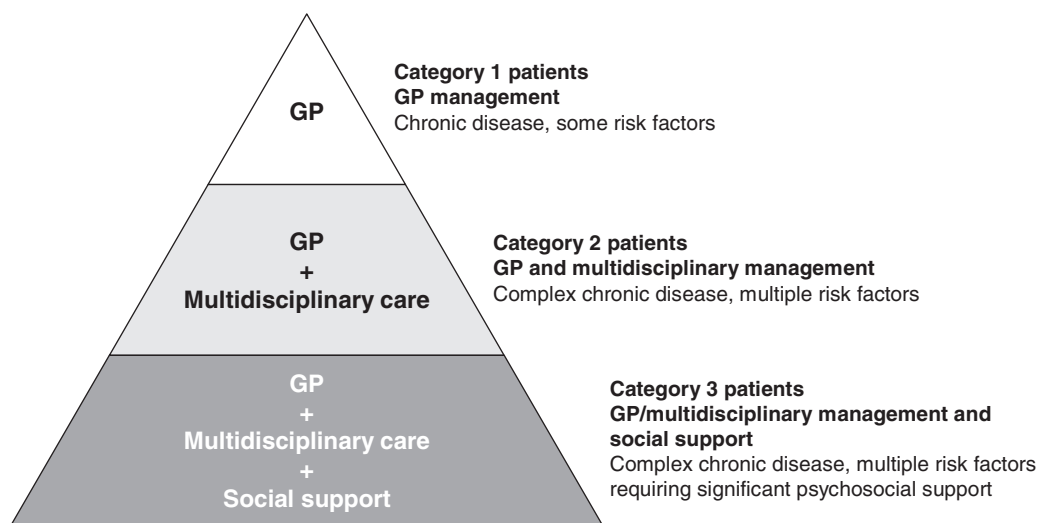 GP
Category 1 patients
GP management
Chronic disease, some risk factors
GP
+
Multidisciplinary care
Category 2 patients
GP and multidisciplinary management
Complex chronic disease, multiple risk factors
GP
+
Multidisciplinary care
+
Social support
Category 3 patients
GP/multidisciplinary management and
social support
Complex chronic disease, multiple risk factors
requiring significant psychosocial support